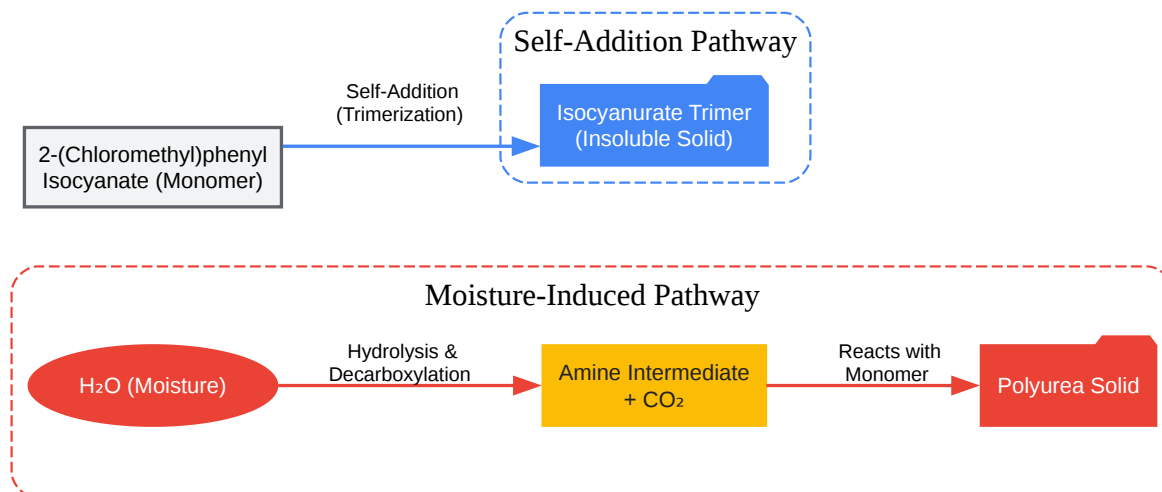 Self-Addition Pathway
Self-Addition
(Trimerization)
Isocyanurate Trimer
(Insoluble Solid)
2-(Chloromethyl)phenyl
Isocyanate (Monomer)
Moisture-Induced Pathway
H₂O (Moisture)
Hydrolysis &
Decarboxylation
Amine Intermediate
+ CO₂
Reacts with
Monomer
Polyurea Solid